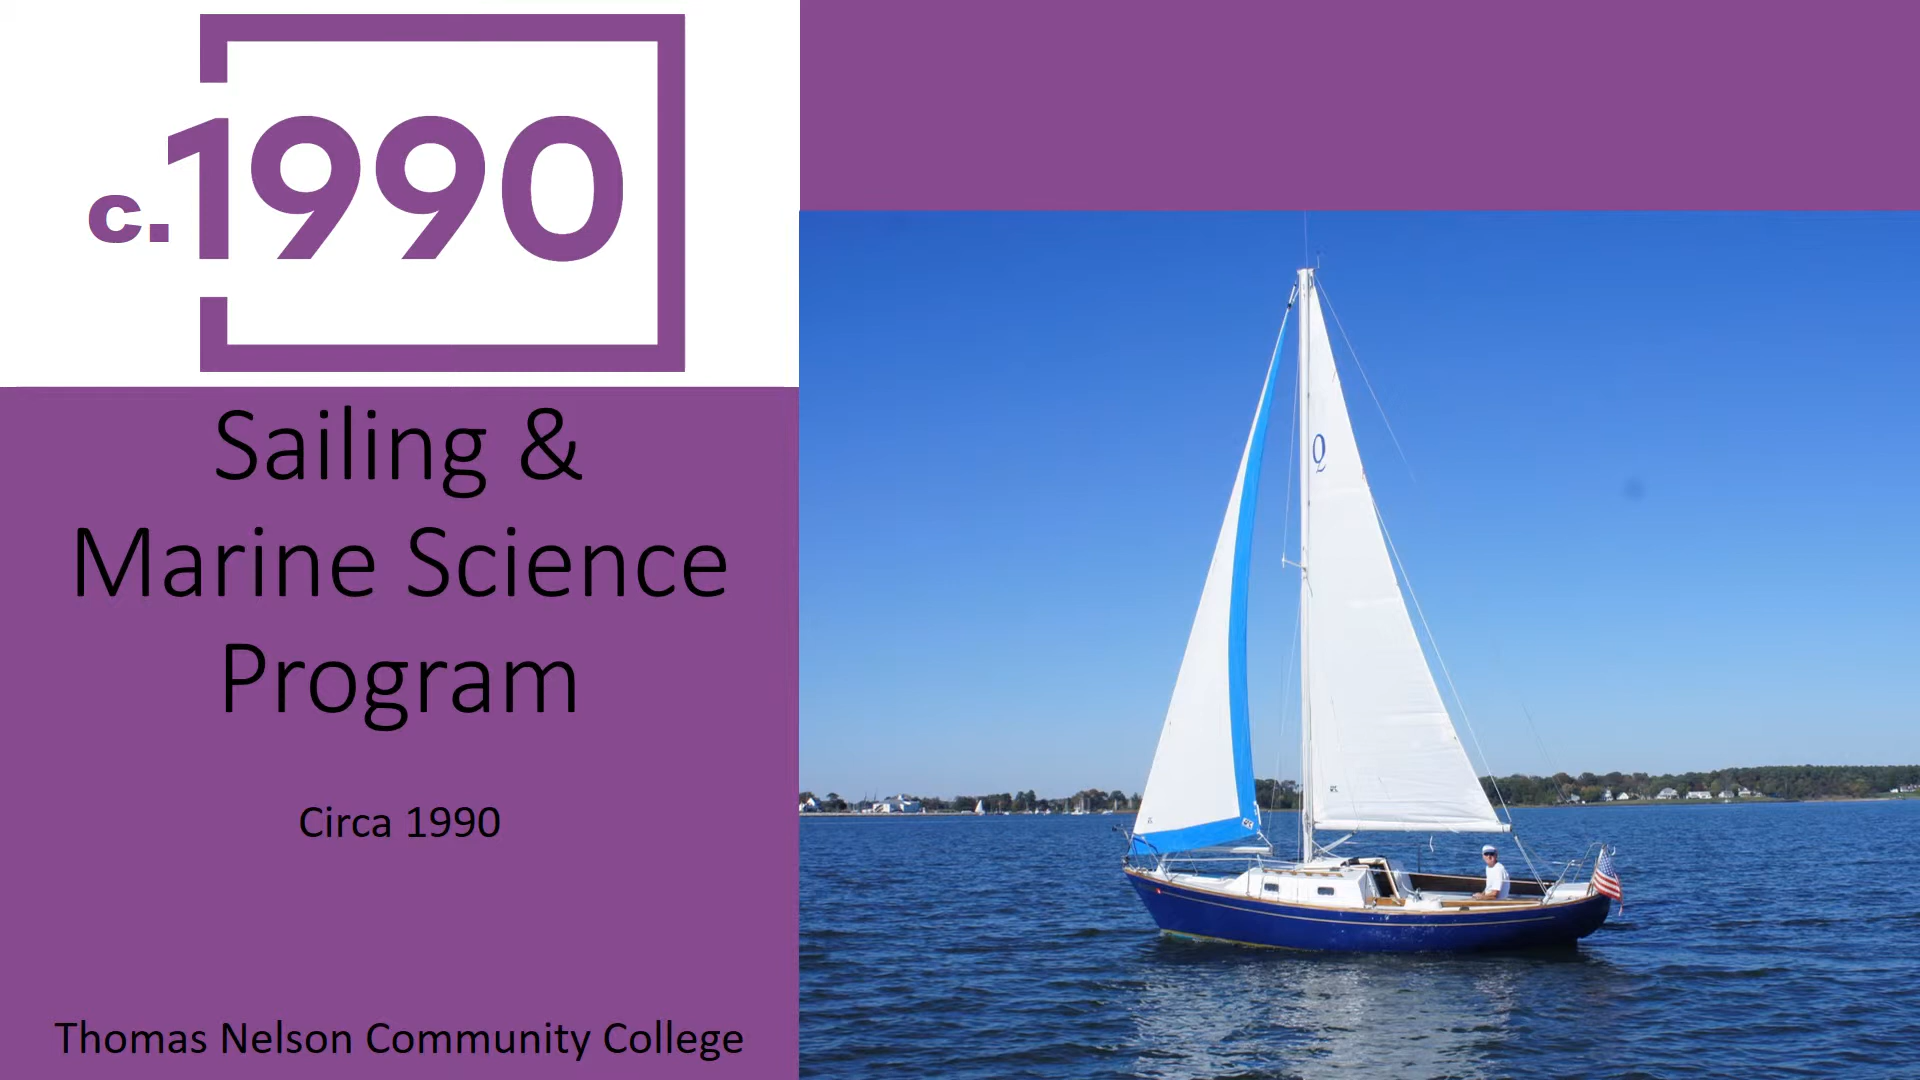 c.1990
Sailing &
Marine Science
Program
Circa 1990
Thomas Nelson Community College
Q